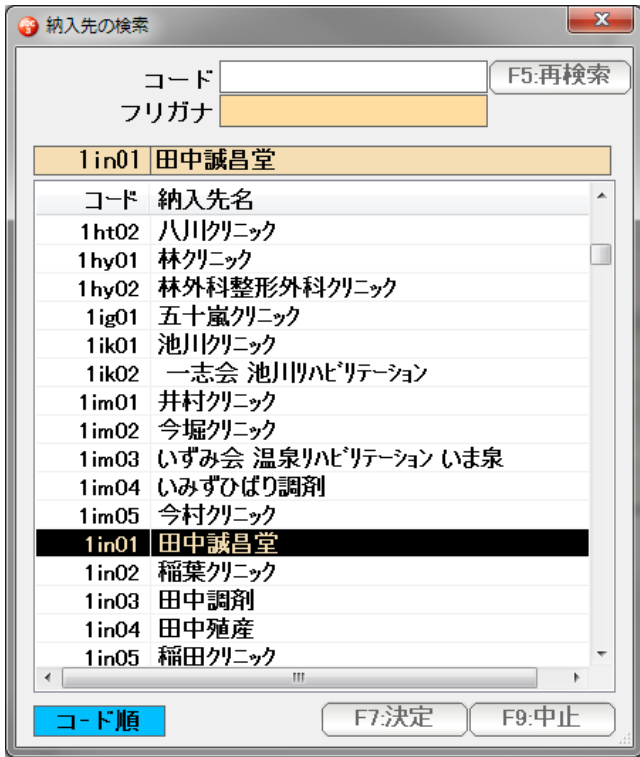 納入先の検索
コード F5:再検索
フリガナ
1in01 田中誠昌堂
コード 納入先名
1ht02 八川クリニック
1hy01 林クリニック
1hy02 林外科整形外科クリニック
1ig01 五十嵐クリニック
1ik01 池川クリニック
1ik02 一志会 池川リハビリテーション
1im01 井村クリニック
1im02 今堀クリニック
1im03 いずみ会 温泉リハビリテーション いま泉
1im04 いみずひばり調剤
1im05 今村クリニック
1in01 田中誠昌堂
1in02 稲葉クリニック
1in03 田中調剤
1in04 田中殖産
1in05 稲田クリニック
コード順 F7:決定 F9:中止